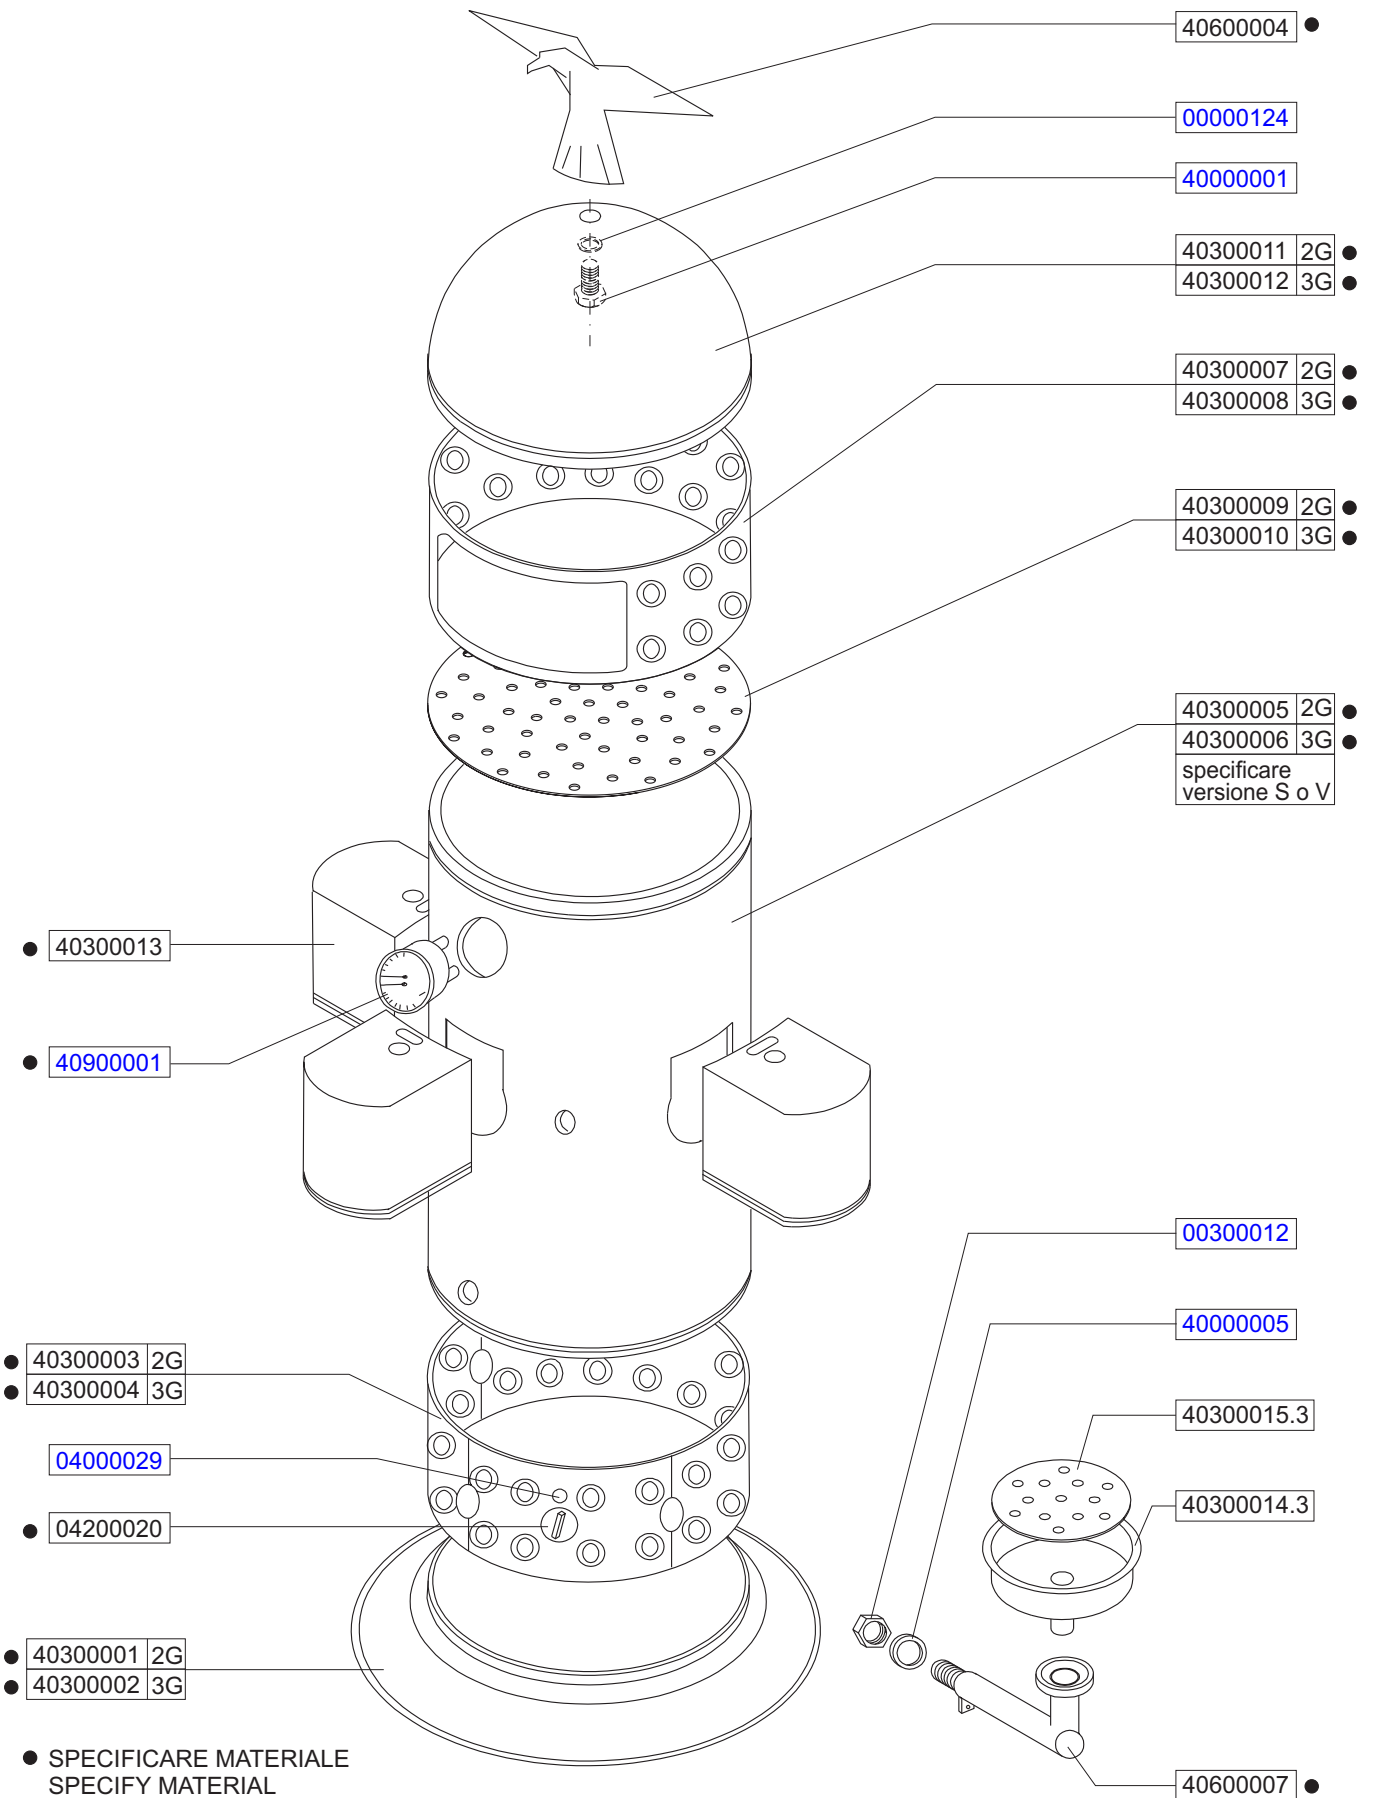 40600004 ●
00000124
40000001
40300011 2G ●
40300012 3G ●
40300007 2G ●
40300008 3G ●
40300009 2G ●
40300010 3G ●
40300005 2G ●
40300006 3G ●
specificare
versione S o V
● 40300013
● 40900001
00300012
40000005
● 40300003 2G
● 40300004 3G
40300015.3
04000029
40300014.3
● 04200020
● 40300001 2G
● 40300002 3G
● SPECIFICARE MATERIALE
SPECIFY MATERIAL
40600007 ●